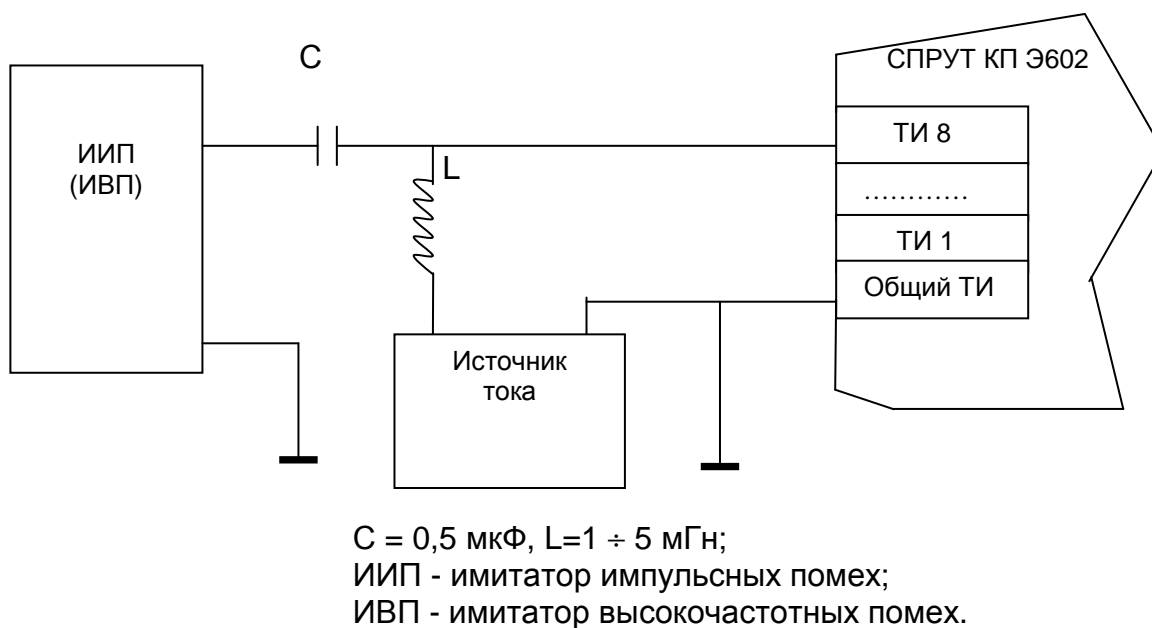 C
СПРУТ КП Э602
ИИП
(ИВП)
L
ТИ 8
............
ТИ 1
Общий ТИ
Источник
тока
С = 0,5 мкФ, L=1 ÷ 5 мГн;
ИИП - имитатор импульсных помех;
ИВП - имитатор высокочастотных помех.